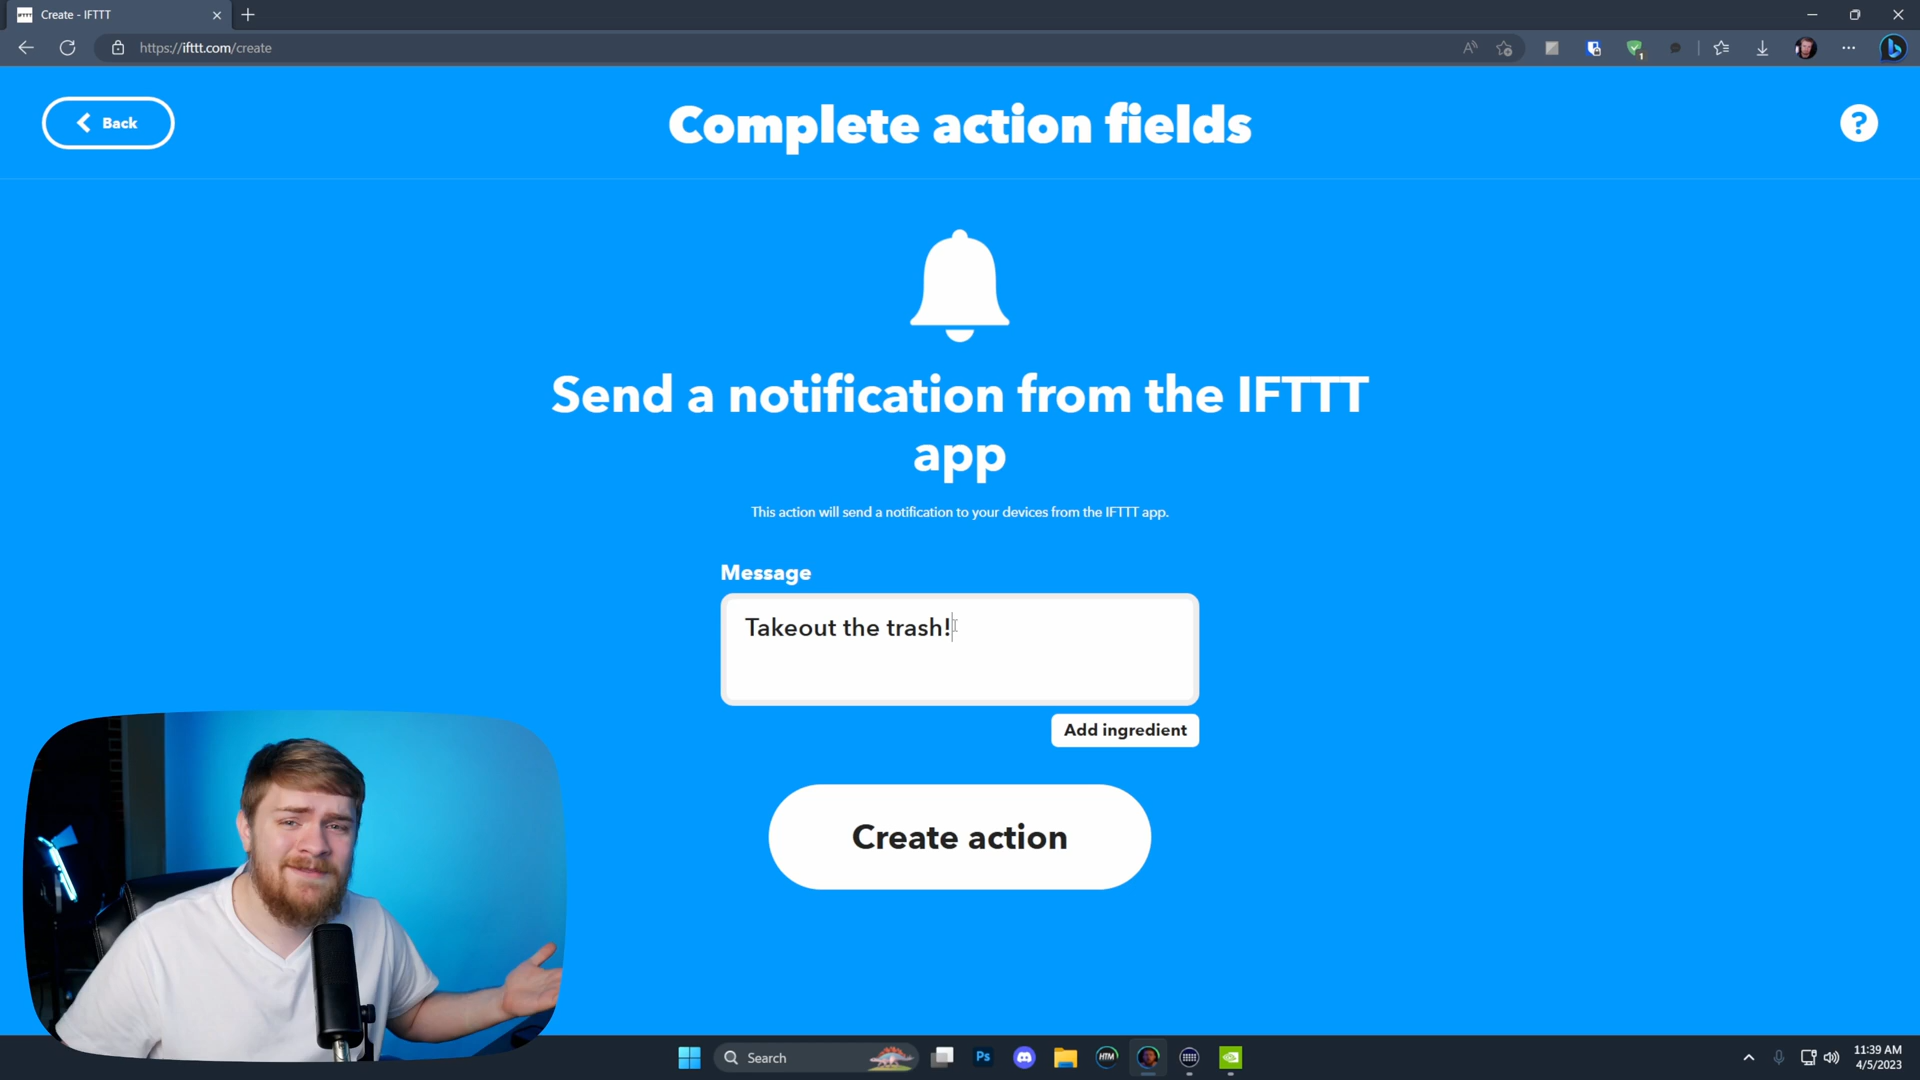 Create - IFTTT
https://ifttt.com/create
Back
Complete action fields
?
Send a notification from the IFTTT
app
This action will send a notification to your devices from the IFTTT app.
Message
Takeout the trash!
Add ingredient
Create action
Search
Ps
HTM
11:39 AM
4/5/2023